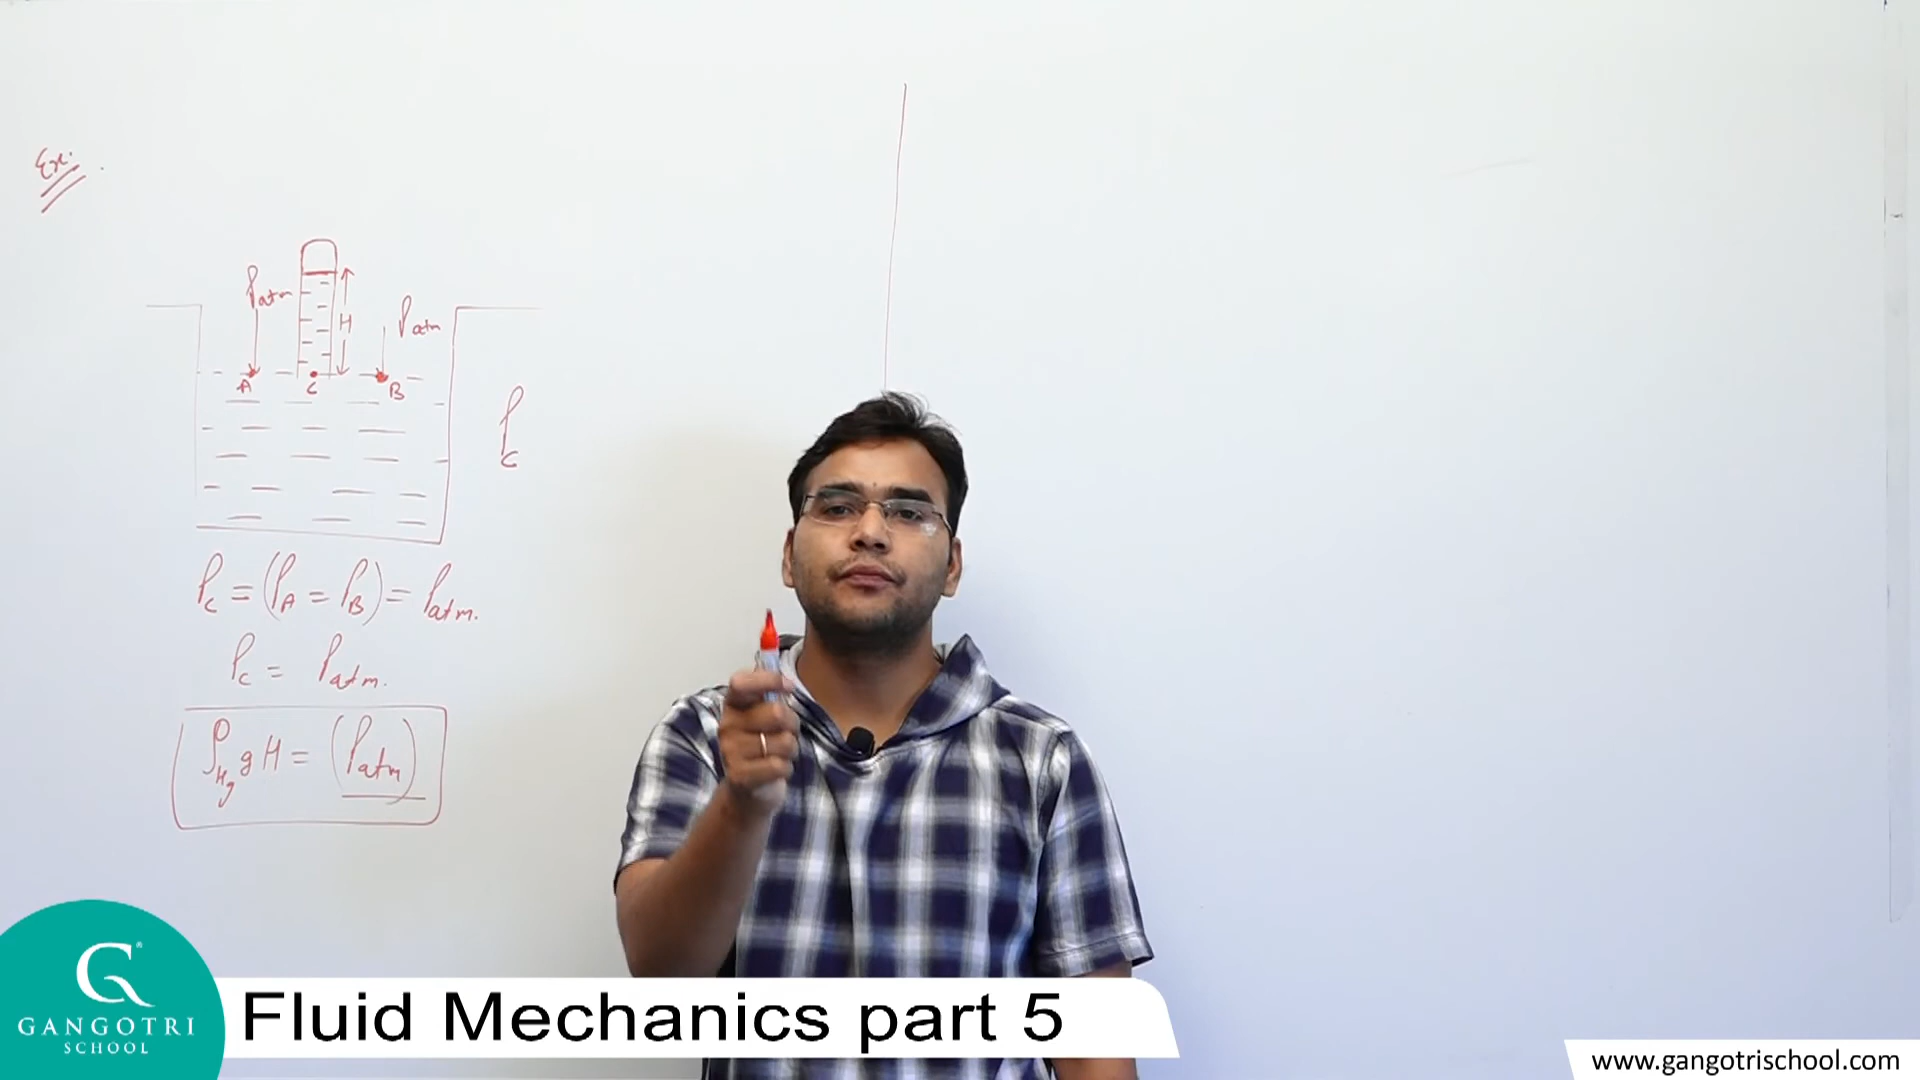 Ex:
Patm
H
Patm
A
C
B
Pc
Pc = (PA = PB) = Patm.
Pc = Patm.
ρHg g H = (Patm)
G®
GANGOTRI
SCHOOL
Fluid Mechanics part 5
www.gangotrischool.com